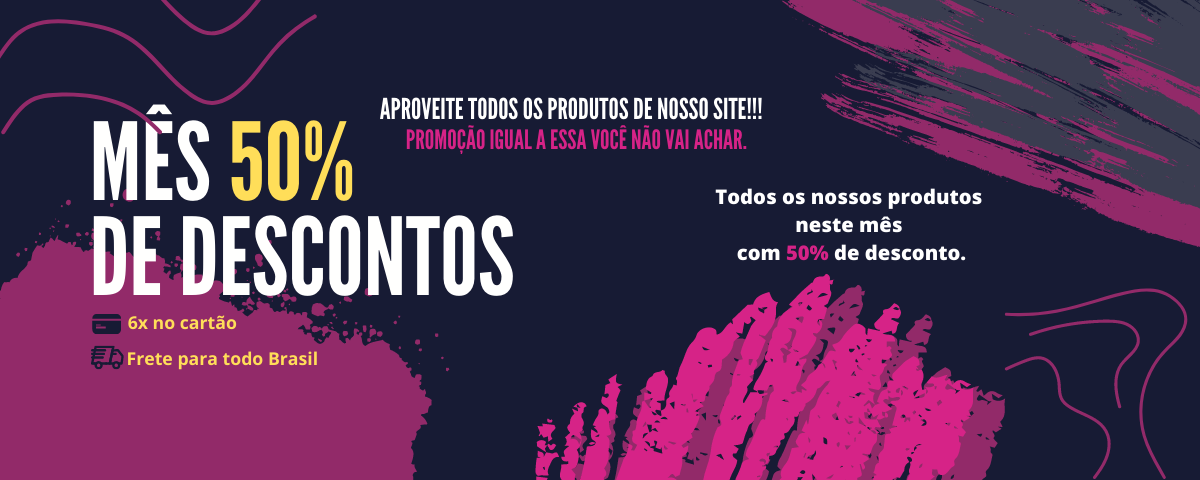 APROVEITE TODOS OS PRODUTOS DE NOSSO SITE!!!
PROMOÇÃO IGUAL A ESSA VOCÊ NÃO VAI ACHAR.
MÊS 50%
DE DESCONTOS
6x no cartão
Frete para todo Brasil
Todos os nossos produtos
neste mês
com 50% de desconto.